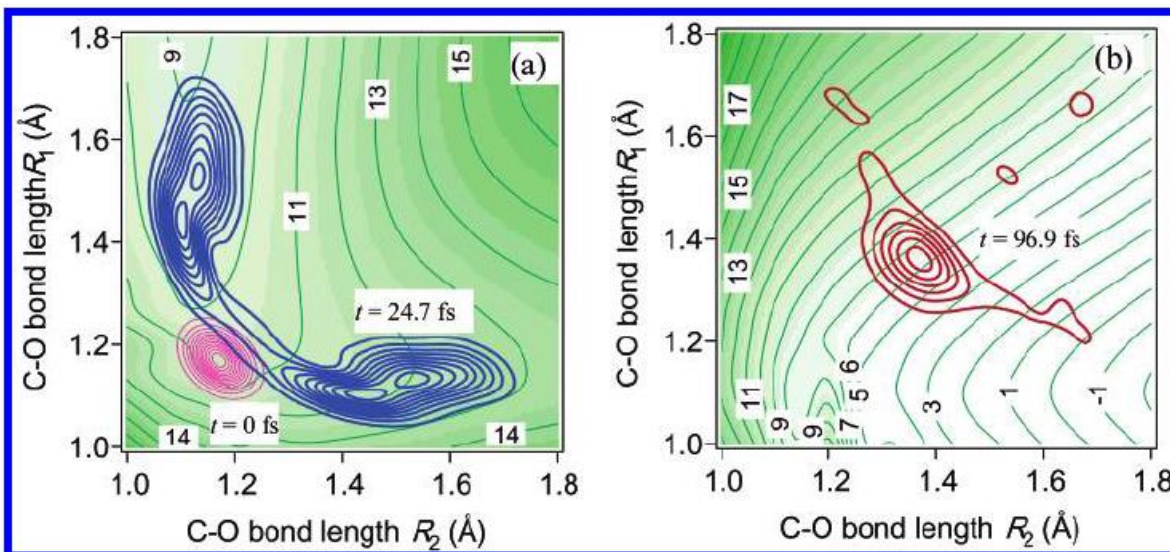 1.8
1.6
1.4
1.2
1.0
C-O bond length R1 (Å)
9
11
13
15
(a)
t = 24.7 fs
t = 0 fs
14
14
1.0 1.2 1.4 1.6 1.8
C-O bond length R2 (Å)
1.8
1.6
1.4
1.2
1.0
C-O bond length R1 (Å)
(b)
17
15
13
11
9
9
7
5
6
3
1
-1
t = 96.9 fs
1.0 1.2 1.4 1.6 1.8
C-O bond length R2 (Å)